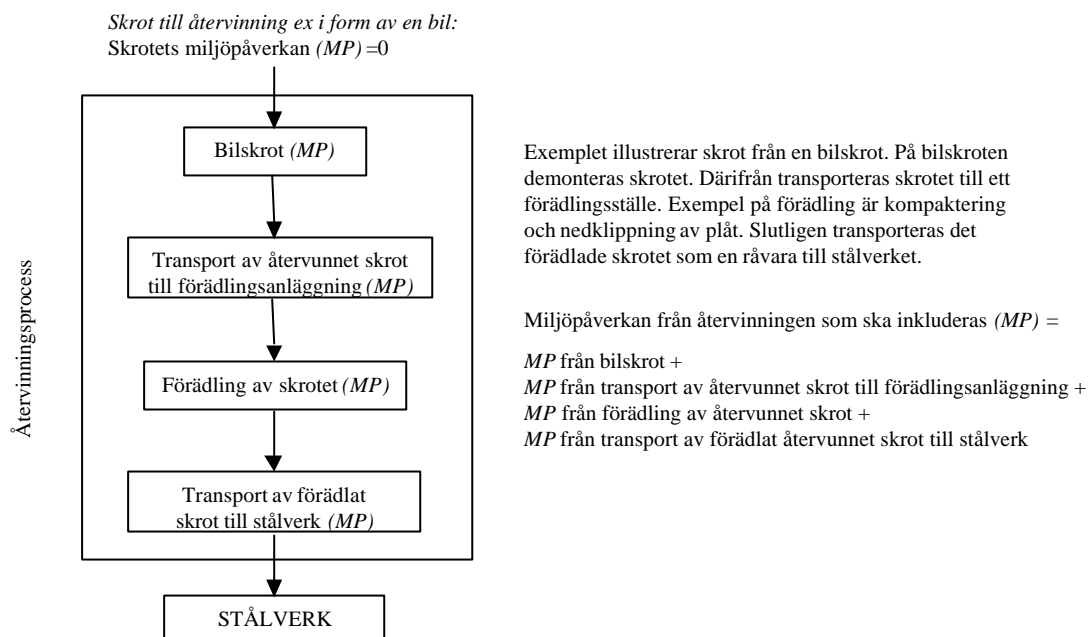 Skrot till återvinning ex i form av en bil:
Skrotets miljöpåverkan (MP) =0
Återvinningsprocess
Bilskrot (MP)
Transport av återvunnet skrot
till förädlingsanläggning (MP)
Förädling av skrotet (MP)
Transport av förädlat
skrot till stålverk (MP)
STÅLVERK
Exemplet illustrerar skrot från en bilskrot. På bilskroten
demonteras skrotet. Därifrån transporteras skrotet till ett
förädlingsställe. Exempel på förädling är kompaktering
och nedklippning av plåt. Slutligen transporteras det
förädlade skrotet som en råvara till stålverket.
Miljöpåverkan från återvinningen som ska inkluderas (MP) =
MP från bilskrot +
MP från transport av återvunnet skrot till förädlingsanläggning +
MP från förädling av återvunnet skrot +
MP från transport av förädlat återvunnet skrot till stålverk